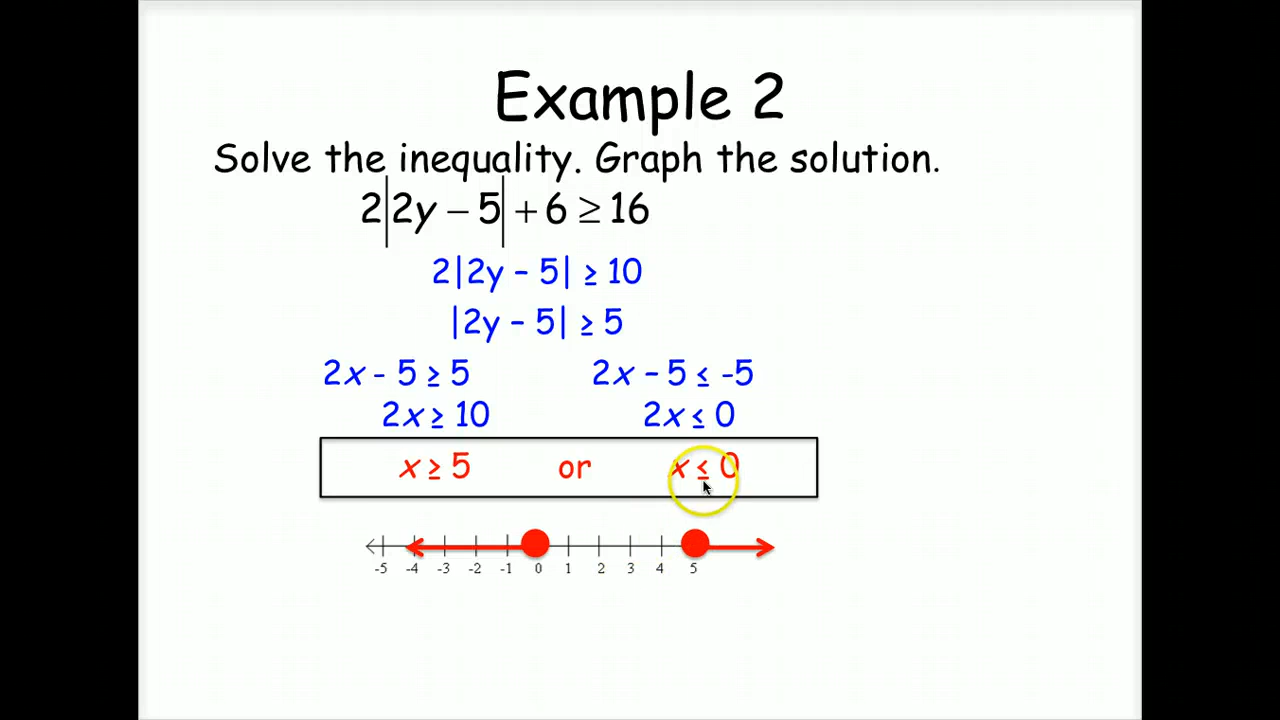 Example 2
Solve the inequality. Graph the solution.
2|2y − 5| + 6 ≥ 16
2|2y – 5| ≥ 10
|2y – 5| ≥ 5
2x - 5 ≥ 5 2x – 5 ≤ -5
2x ≥ 10 2x ≤ 0
x ≥ 5 or x ≤ 0
-5 -4 -3 -2 -1 0 1 2 3 4 5